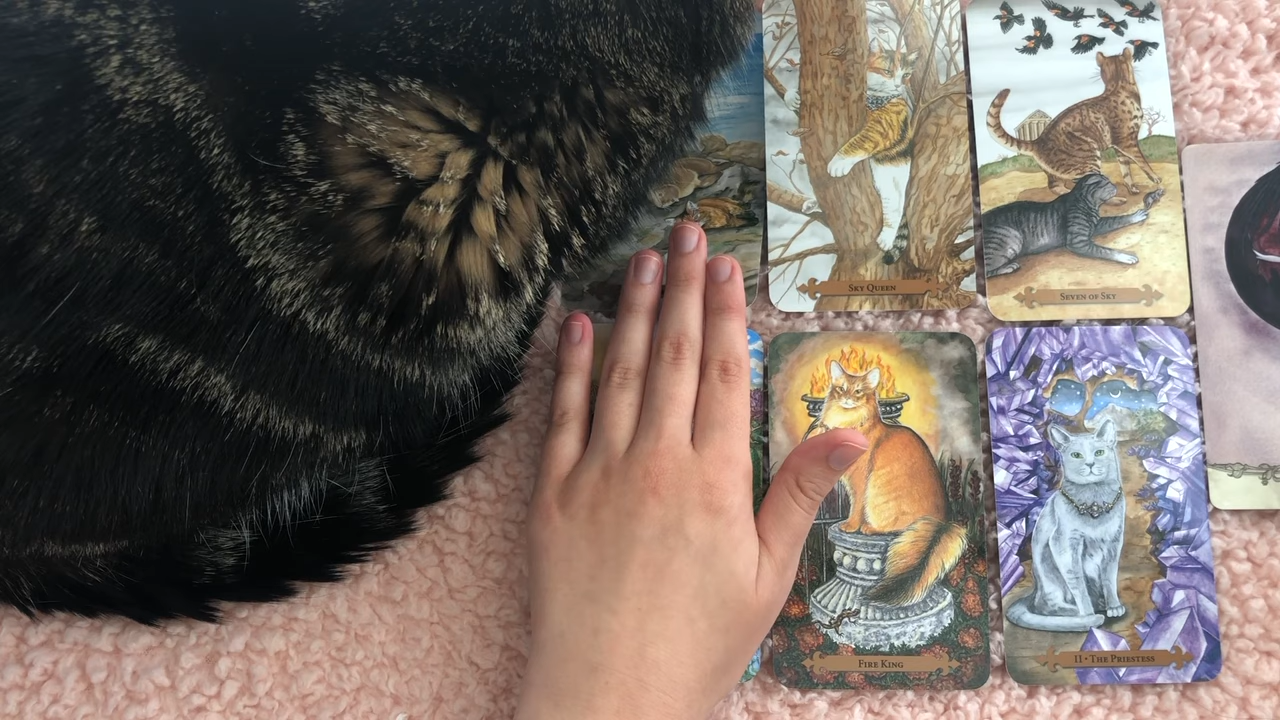 SKY QUEEN
SEVEN OF SKY
FIRE KING
II • THE PRIESTESS